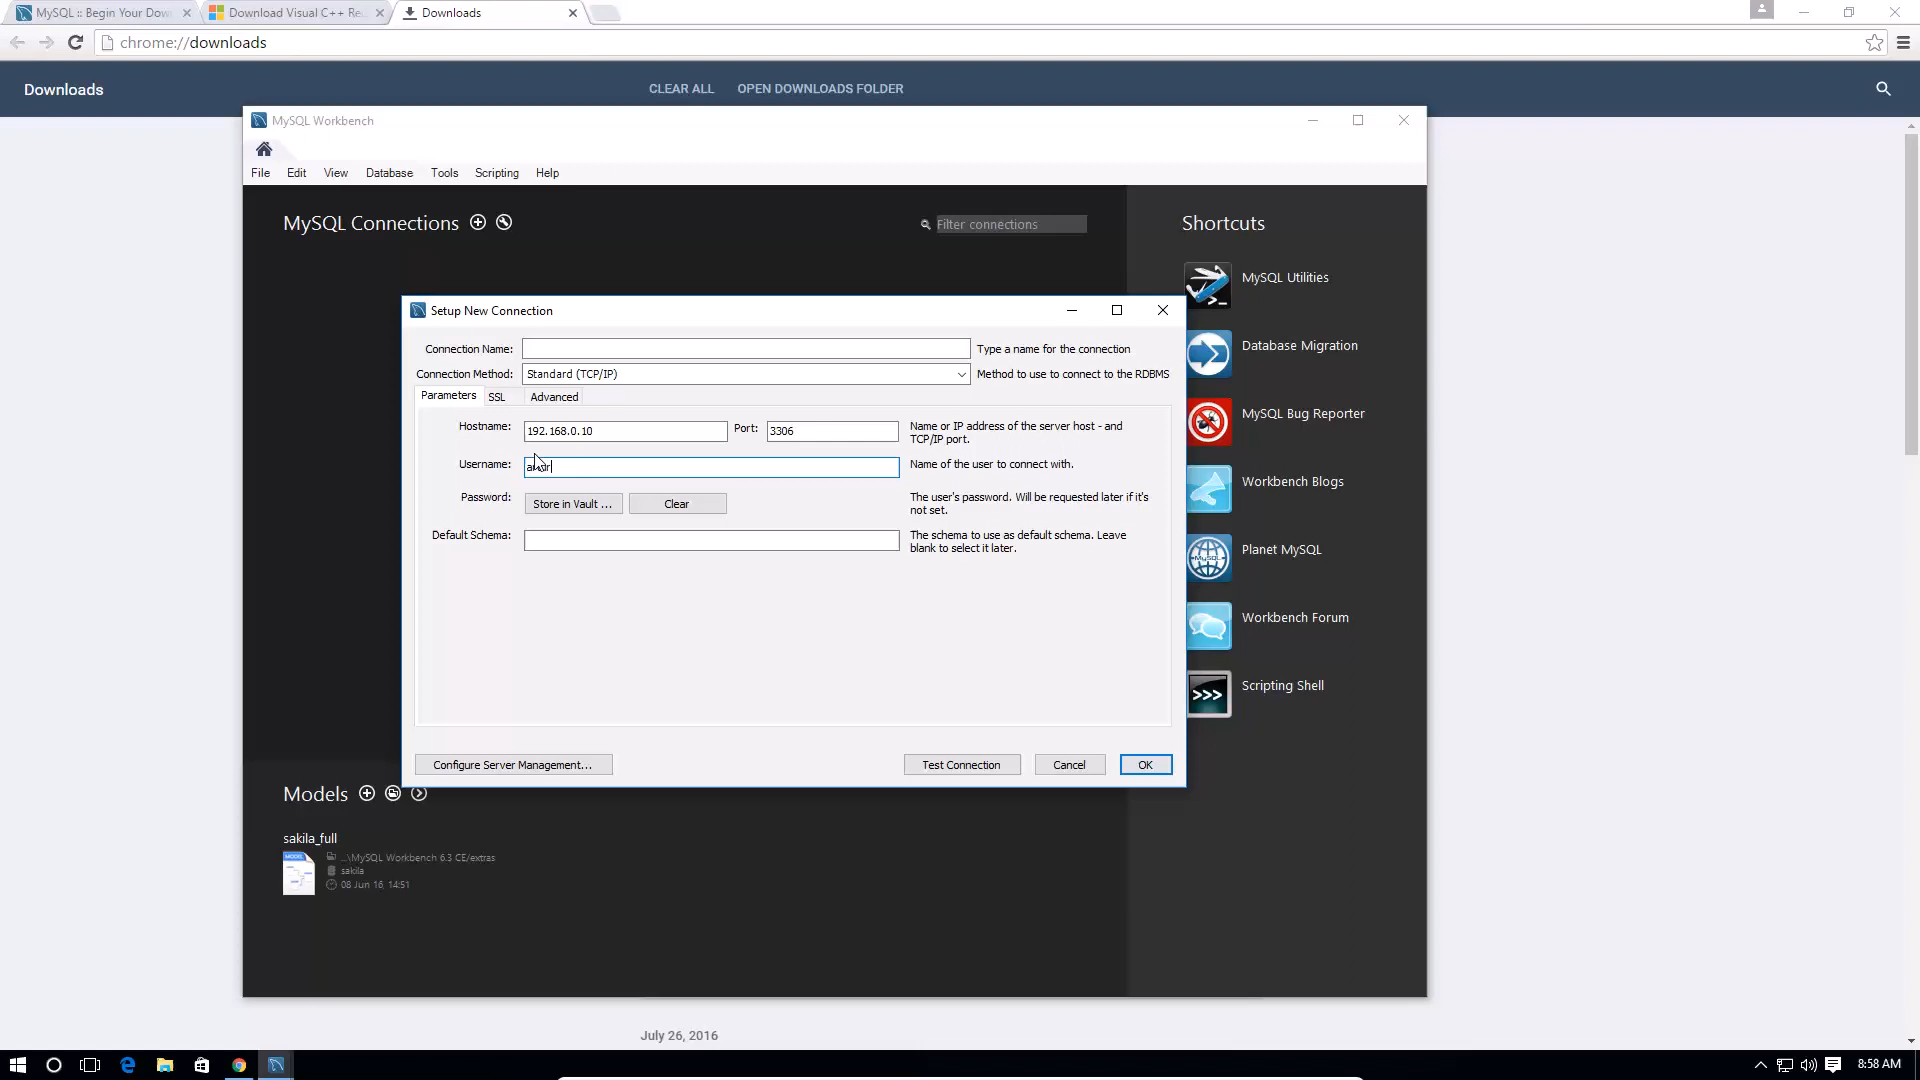 MySQL :: Begin Your Dow
Download Visual C++ Re
Downloads
chrome://downloads
Downloads
CLEAR ALL
OPEN DOWNLOADS FOLDER
MySQL Workbench
File Edit View Database Tools Scripting Help
MySQL Connections
Filter connections
Shortcuts
MySQL Utilities
Database Migration
MySQL Bug Reporter
Workbench Blogs
Planet MySQL
Workbench Forum
Scripting Shell
Setup New Connection
Connection Name:
Type a name for the connection
Connection Method: Standard (TCP/IP)
Method to use to connect to the RDBMS
Parameters SSL Advanced
Hostname: 192.168.0.10 Port: 3306
Name or IP address of the server host - and
TCP/IP port.
Username:
Name of the user to connect with.
Password: Store in Vault ... Clear
The user's password. Will be requested later if it's
not set.
Default Schema:
The schema to use as default schema. Leave
blank to select it later.
Configure Server Management...
Test Connection
Cancel
OK
Models
sakila_full
MODEL
...\MySQL Workbench 6.3 CE/extras
sakila
08 Jun 16, 14:51
July 26, 2016
8:58 AM